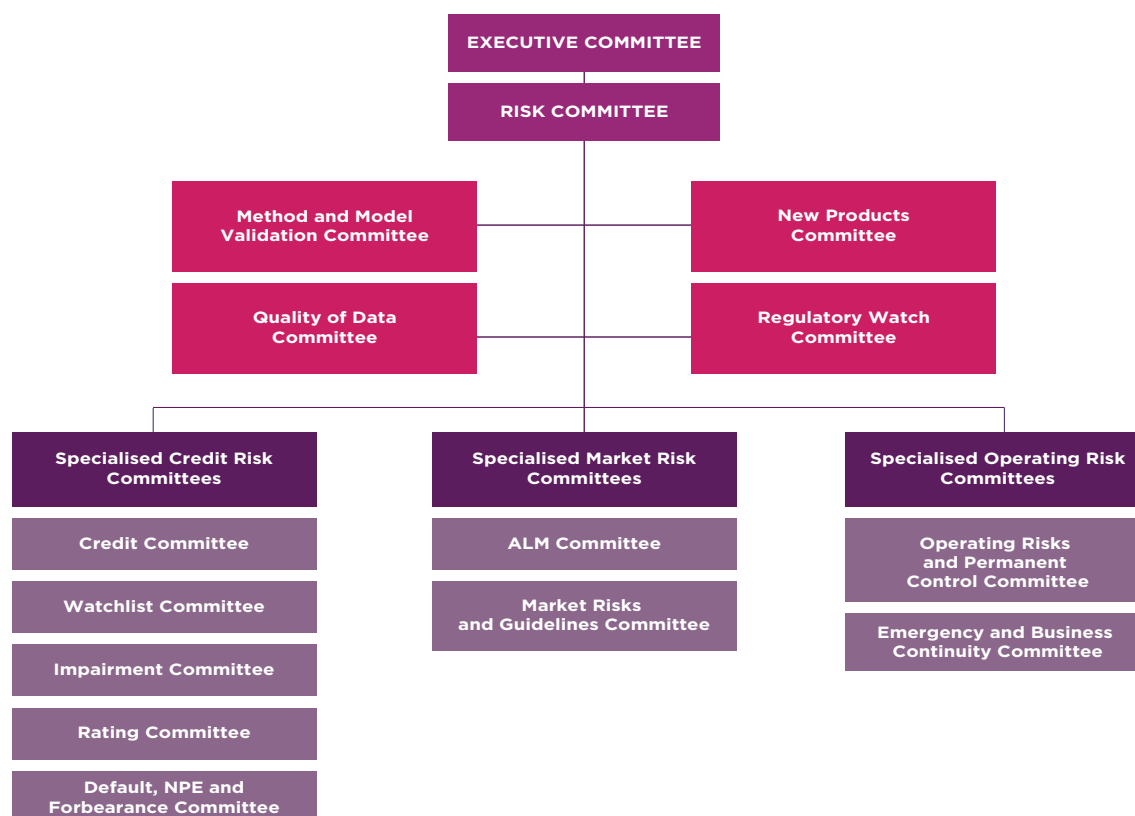 EXECUTIVE COMMITTEE
RISK COMMITTEE
Method and Model
Validation Committee
New Products
Committee
Quality of Data
Committee
Regulatory Watch
Committee
Specialised Credit Risk
Committees
Credit Committee
Watchlist Committee
Impairment Committee
Rating Committee
Default, NPE and
Forbearance Committee
Specialised Market Risk
Committees
ALM Committee
Market Risks
and Guidelines Committee
Specialised Operating Risk
Committees
Operating Risks
and Permanent
Control Committee
Emergency and Business
Continuity Committee